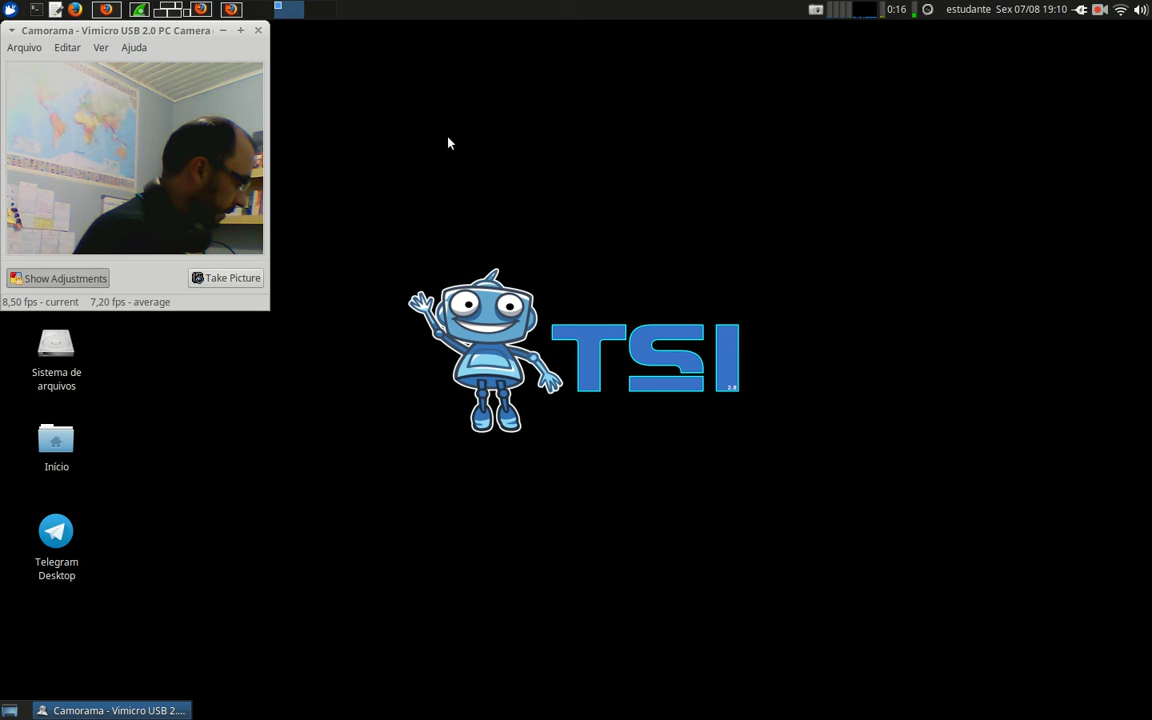 0:16
estudante Sex 07/08 19:10
Camorama - Vimicro USB 2.0 PC Camera
Arquivo Editar Ver Ajuda
Show Adjustments Take Picture
8,50 fps - current 7,20 fps - average
TSI
Sistema de
arquivos
Início
Telegram
Desktop
Camorama - Vimicro USB 2....